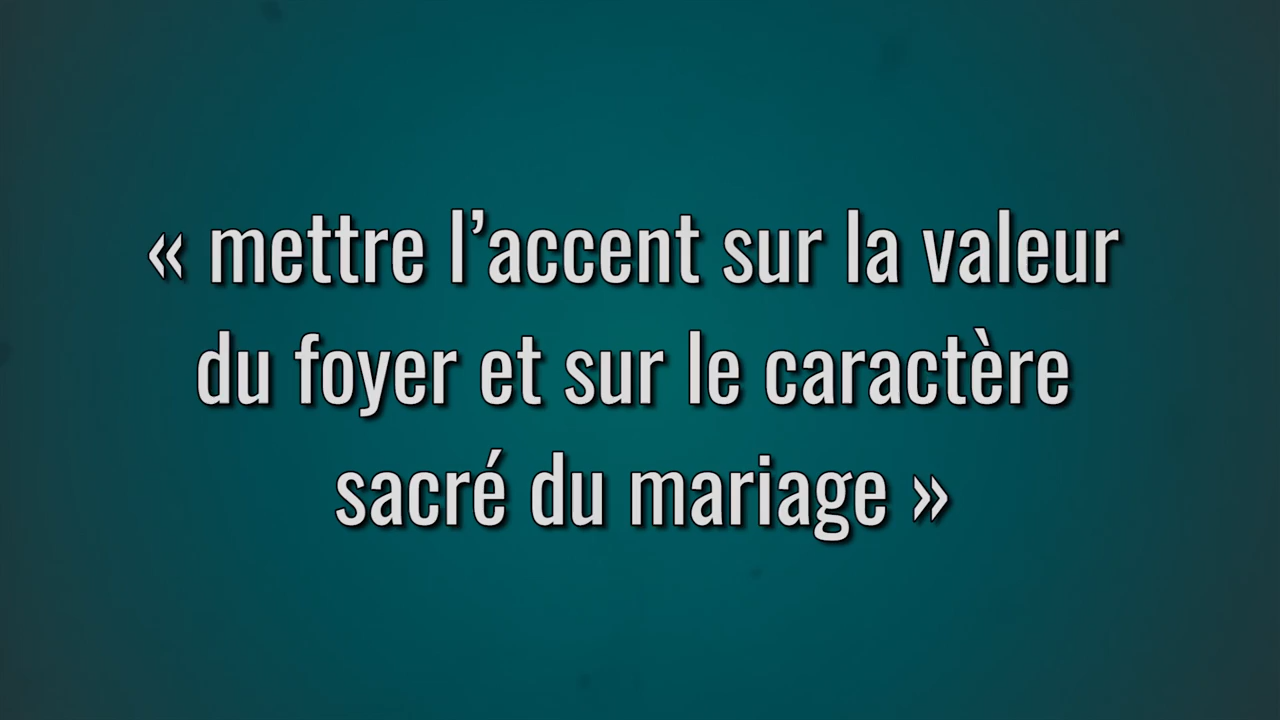 « mettre l’accent sur la valeur
du foyer et sur le caractère
sacré du mariage »